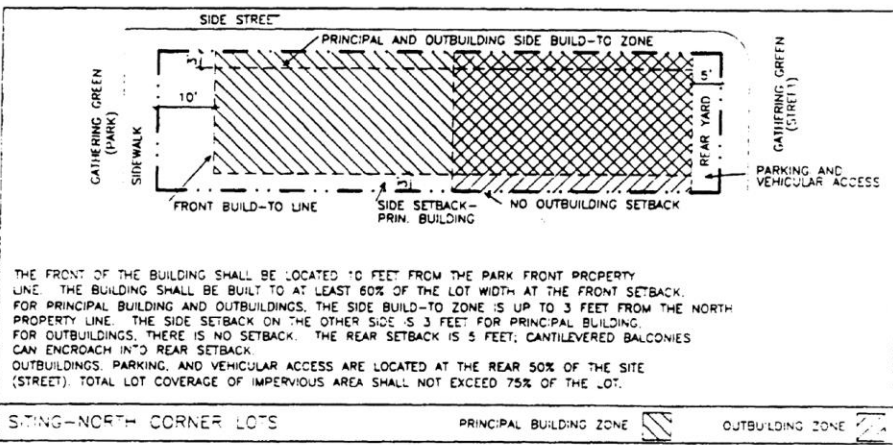 SIDE STREET
PRINCIPAL AND OUTBUILDING SIDE BUILD-TO ZONE
3'
5'
10'
GATHERING GREEN
(PARK)
SIDEWALK
REAR YARD
GATHERING GREEN
(STREET)
PARKING AND
VEHICULAR ACCESS
3'
FRONT BUILD-TO LINE
SIDE SETBACK-
PRIN. BUILDING
NO OUTBUILDING SETBACK
THE FRONT OF THE BUILDING SHALL BE LOCATED 10 FEET FROM THE PARK FRONT PROPERTY
LINE. THE BUILDING SHALL BE BUILT TO AT LEAST 60% OF THE LOT WIDTH AT THE FRONT SETBACK.
FOR PRINCIPAL BUILDING AND OUTBUILDINGS, THE SIDE BUILD-TO ZONE IS UP TO 3 FEET FROM THE NORTH
PROPERTY LINE. THE SIDE SETBACK ON THE OTHER SIDE IS 3 FEET FOR PRINCIPAL BUILDING.
FOR OUTBUILDINGS, THERE IS NO SETBACK. THE REAR SETBACK IS 5 FEET; CANTILEVERED BALCONIES
CAN ENCROACH INTO REAR SETBACK.
OUTBUILDINGS, PARKING, AND VEHICULAR ACCESS ARE LOCATED AT THE REAR 50% OF THE SITE
(STREET). TOTAL LOT COVERAGE OF IMPERVIOUS AREA SHALL NOT EXCEED 75% OF THE LOT.
SITING-NORTH CORNER LOTS
PRINCIPAL BUILDING ZONE
OUTBUILDING ZONE